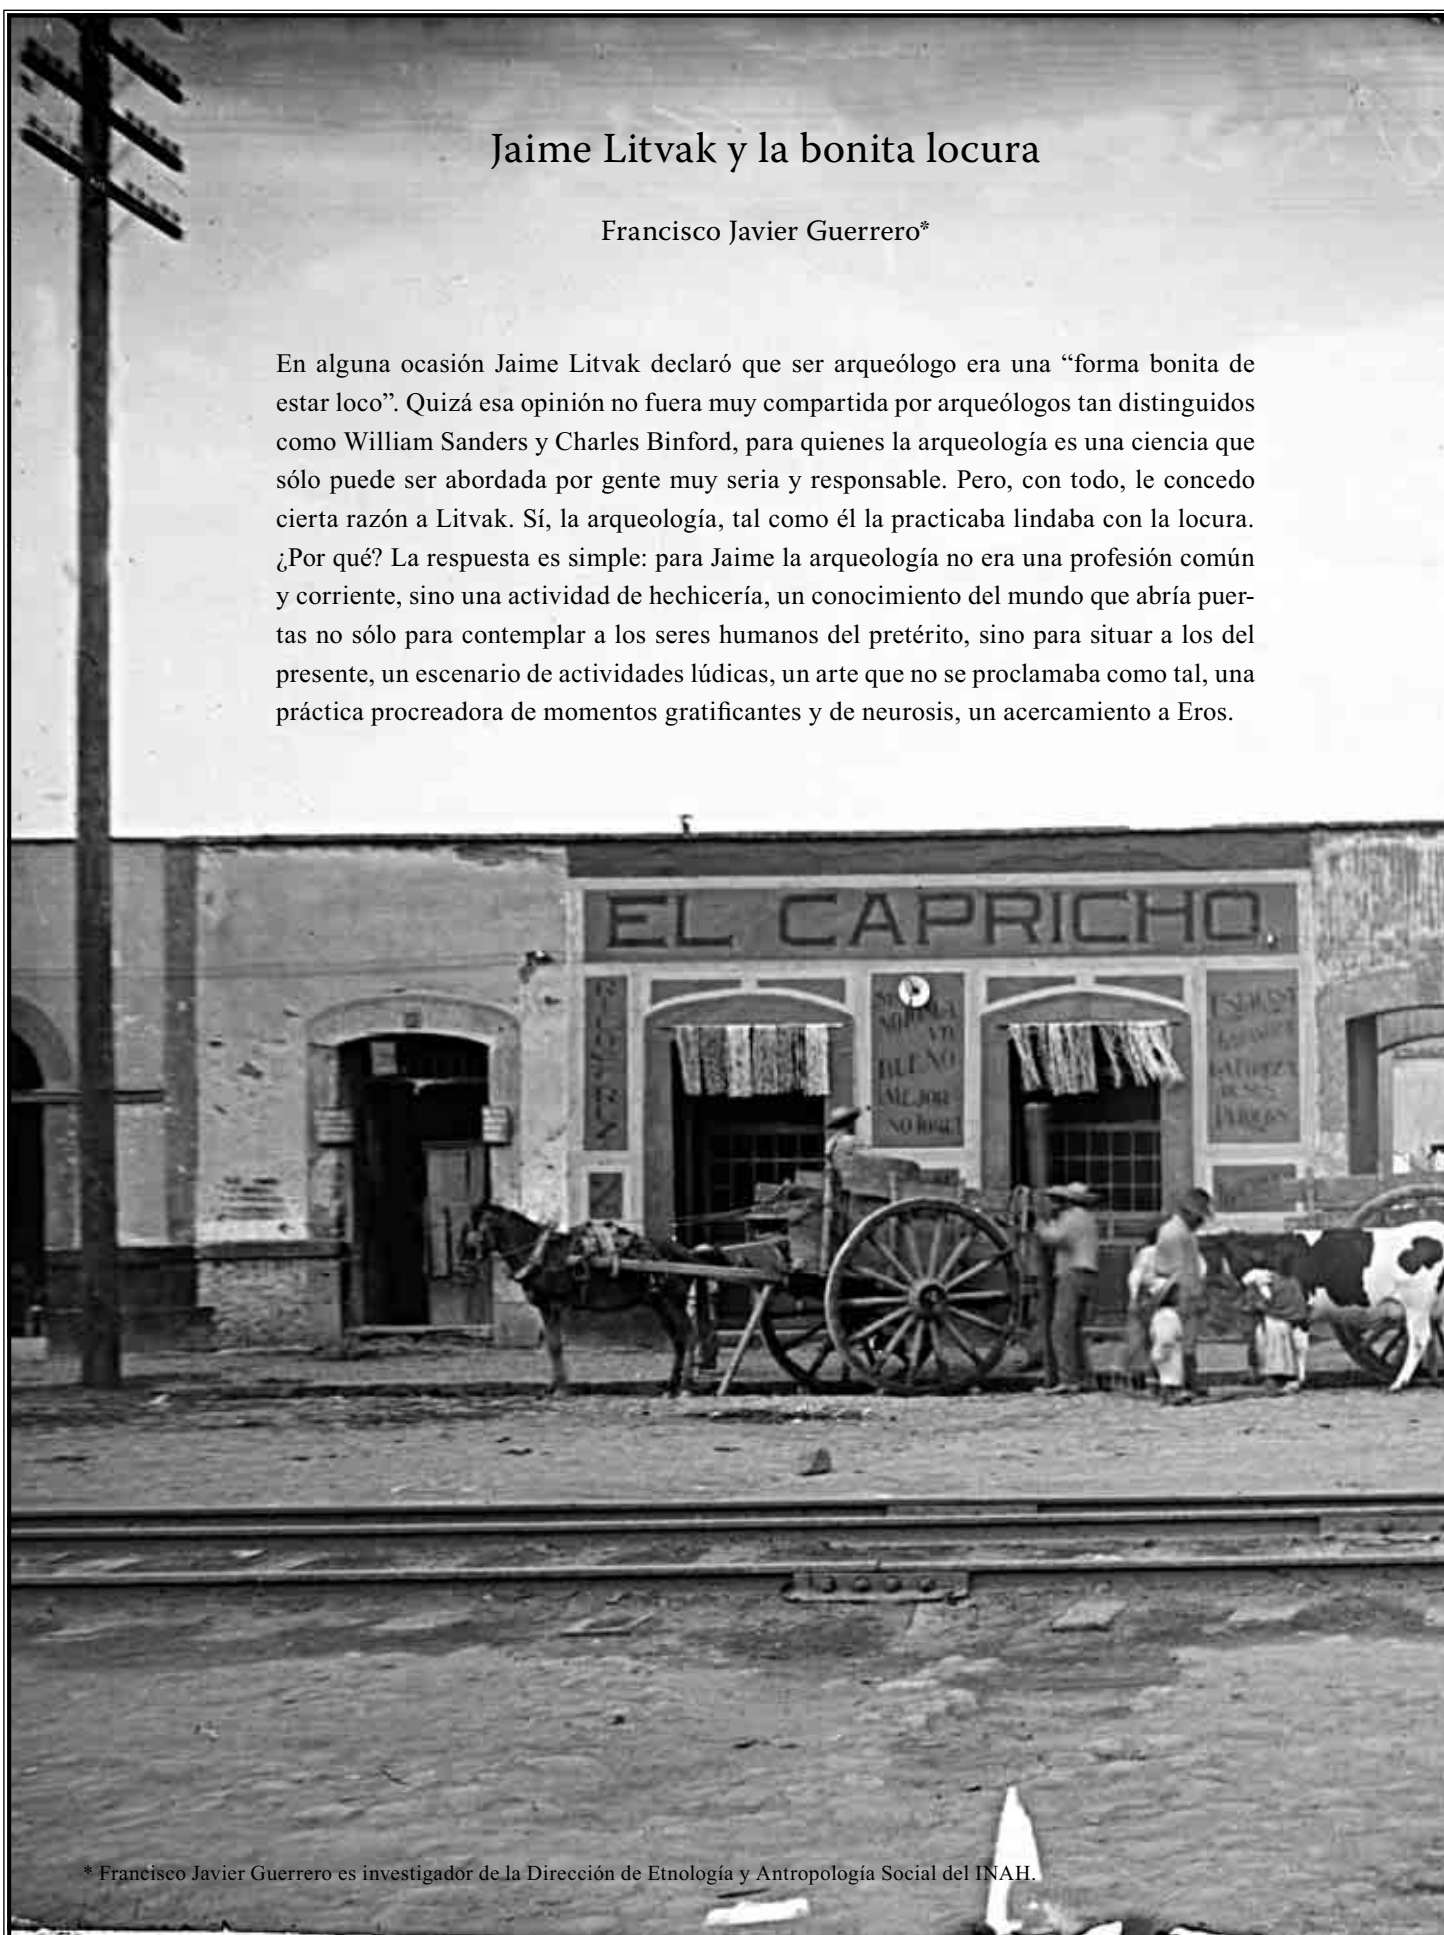 Jaime Litvak y la bonita locura
Francisco Javier Guerrero*
En alguna ocasión Jaime Litvak declaró que ser arqueólogo era una “forma bonita de
estar loco”. Quizá esa opinión no fuera muy compartida por arqueólogos tan distinguidos
como William Sanders y Charles Binford, para quienes la arqueología es una ciencia que
sólo puede ser abordada por gente muy seria y responsable. Pero, con todo, le concedo
cierta razón a Litvak. Sí, la arqueología, tal como él la practicaba lindaba con la locura.
¿Por qué? La respuesta es simple: para Jaime la arqueología no era una profesión común
y corriente, sino una actividad de hechicería, un conocimiento del mundo que abría puer-
tas no sólo para contemplar a los seres humanos del pretérito, sino para situar a los del
presente, un escenario de actividades lúdicas, un arte que no se proclamaba como tal, una
práctica procreadora de momentos gratificantes y de neurosis, un acercamiento a Eros.
EL CAPRICHO
BUENO
MEJOR
* Francisco Javier Guerrero es investigador de la Dirección de Etnología y Antropología Social del INAH.